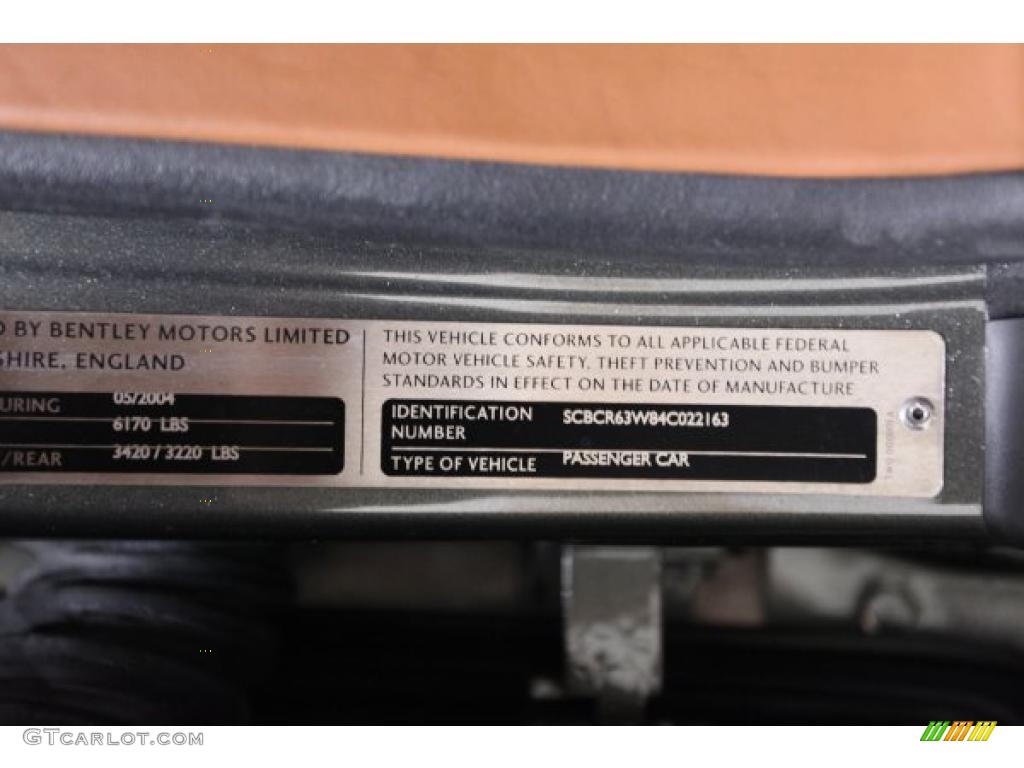 D BY BENTLEY MOTORS LIMITED
SHIRE, ENGLAND
URING 05/2004
6170 LBS
/REAR 3420 / 3220 LBS
THIS VEHICLE CONFORMS TO ALL APPLICABLE FEDERAL
MOTOR VEHICLE SAFETY, THEFT PREVENTION AND BUMPER
STANDARDS IN EFFECT ON THE DATE OF MANUFACTURE
IDENTIFICATION SCBCR63W84C022163
NUMBER
TYPE OF VEHICLE PASSENGER CAR
GTCARLOT.COM